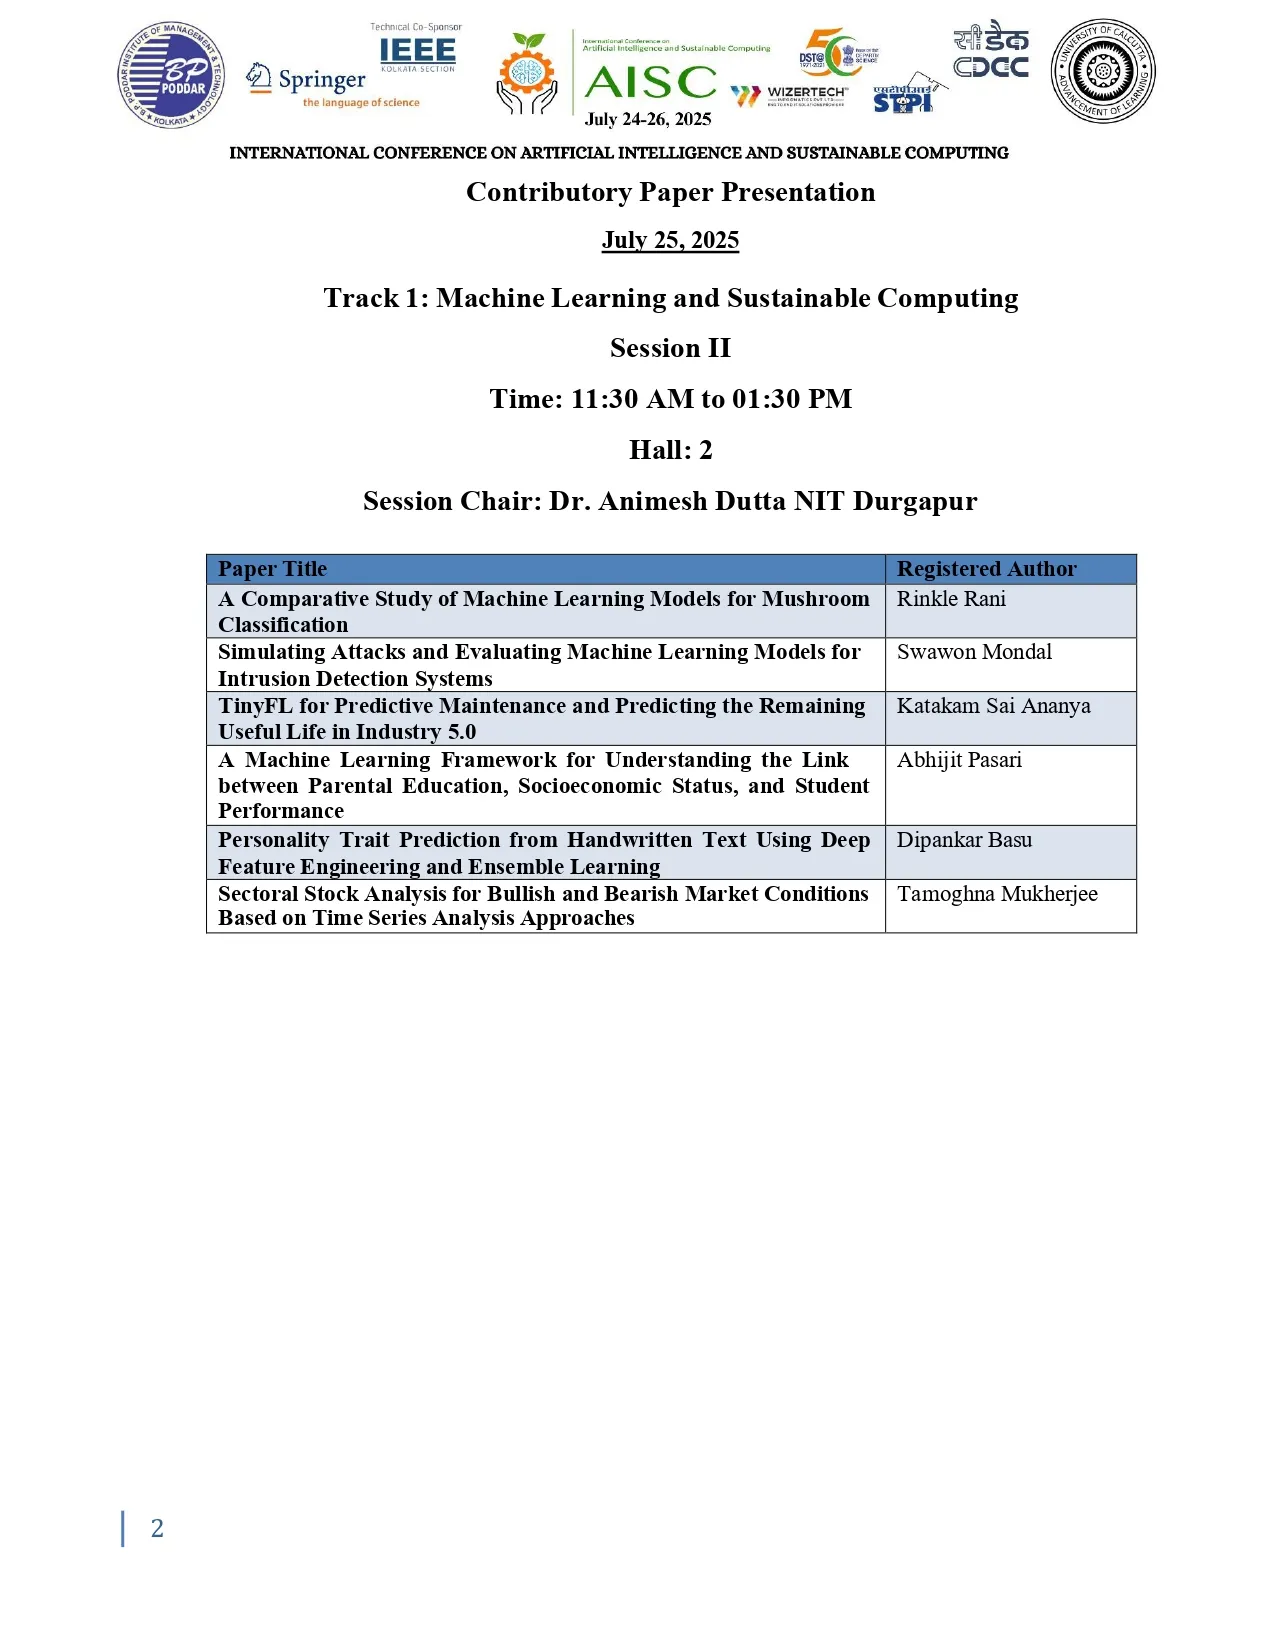 B.P. PODDAR INSTITUTE OF MANAGEMENT & TECHNOLOGY
BP
PODDAR
KOLKATA
Springer
the language of science
Technical Co-Sponsor
IEEE
KOLKATA SECTION
International Conference on
Artificial Intelligence and Sustainable Computing
AISC
July 24-26, 2025
WIZERTECH
DST@
1971-2021
STPI
सी डैक
CDCC
UNIVERSITY OF CALCUTTA
ADVANCEMENT OF LEARNING
INTERNATIONAL CONFERENCE ON ARTIFICIAL INTELLIGENCE AND SUSTAINABLE COMPUTING
Contributory Paper Presentation
July 25, 2025
Track 1: Machine Learning and Sustainable Computing
Session II
Time: 11:30 AM to 01:30 PM
Hall: 2
Session Chair: Dr. Animesh Dutta NIT Durgapur
Paper Title Registered Author
A Comparative Study of Machine Learning Models for Mushroom Rinkle Rani
Classification
Simulating Attacks and Evaluating Machine Learning Models for Swawon Mondal
Intrusion Detection Systems
TinyFL for Predictive Maintenance and Predicting the Remaining Katakam Sai Ananya
Useful Life in Industry 5.0
A Machine Learning Framework for Understanding the Link Abhijit Pasari
between Parental Education, Socioeconomic Status, and Student
Performance
Personality Trait Prediction from Handwritten Text Using Deep Dipankar Basu
Feature Engineering and Ensemble Learning
Sectoral Stock Analysis for Bullish and Bearish Market Conditions Tamoghna Mukherjee
Based on Time Series Analysis Approaches
2